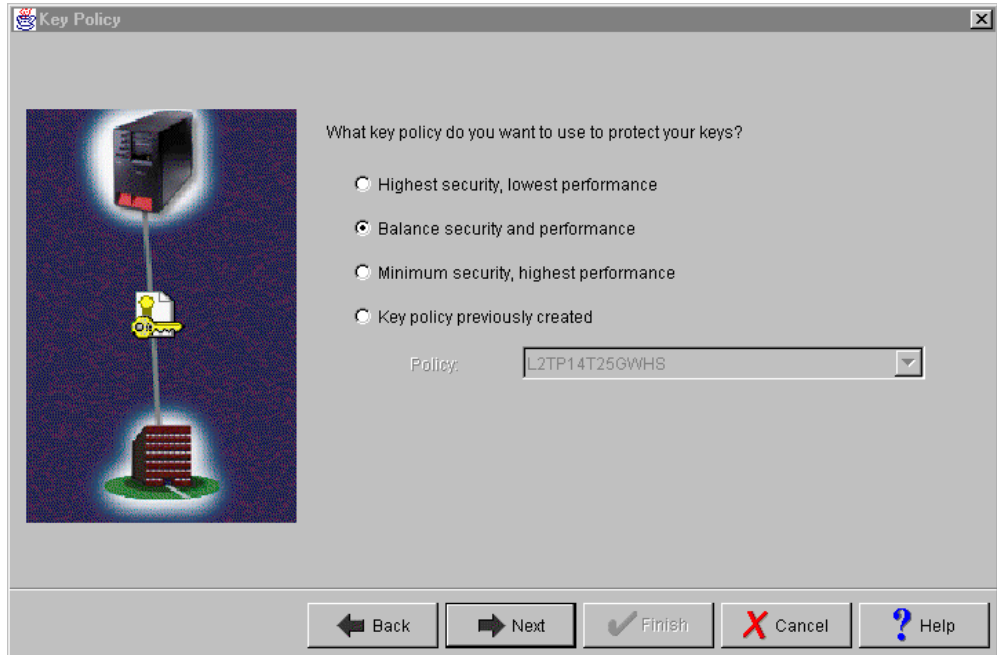 Key Policy
What key policy do you want to use to protect your keys?
Highest security, lowest performance
Balance security and performance
Minimum security, highest performance
Key policy previously created
Policy: L2TP14T25GWHS
Back Next Finish Cancel Help